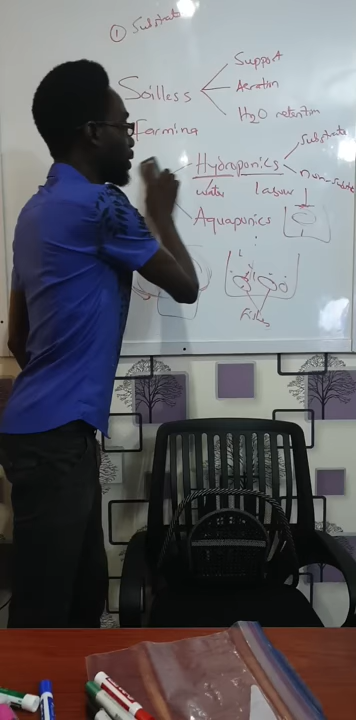 ① Substrate
Support
Soilless
Aeration
H2O retention
Farming
Substrate
Hydroponics
non-substrate
water labour
Aquaponics
Fishes